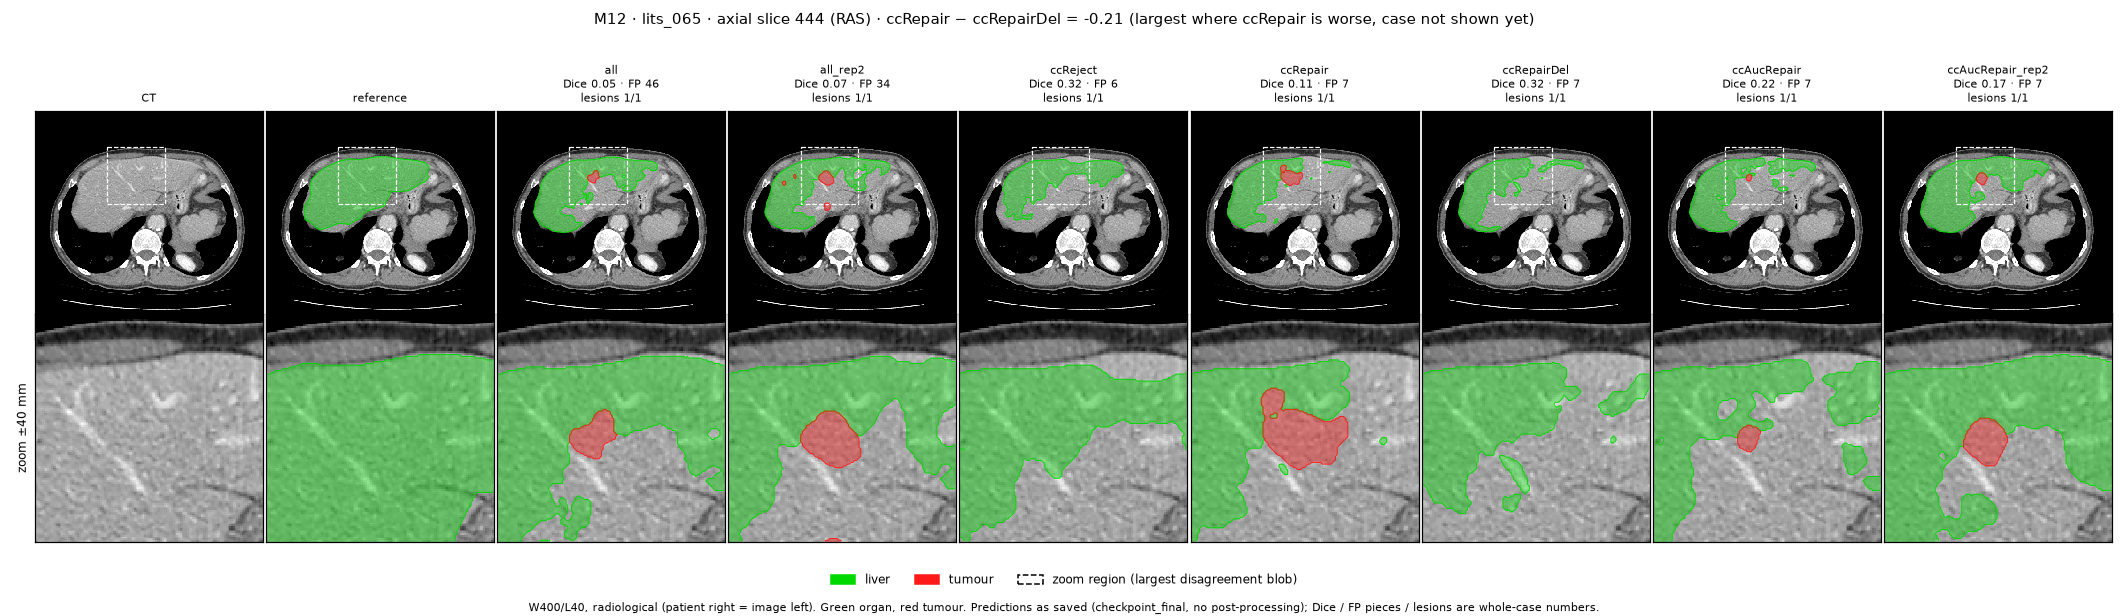 M12 · lits_065 · axial slice 444 (RAS) · ccRepair − ccRepairDel = -0.21 (largest where ccRepair is worse, case not shown yet)
CT
reference
all
Dice 0.05 · FP 46
lesions 1/1
all_rep2
Dice 0.07 · FP 34
lesions 1/1
ccReject
Dice 0.32 · FP 6
lesions 1/1
ccRepair
Dice 0.11 · FP 7
lesions 1/1
ccRepairDel
Dice 0.32 · FP 7
lesions 1/1
ccAucRepair
Dice 0.22 · FP 7
lesions 1/1
ccAucRepair_rep2
Dice 0.17 · FP 7
lesions 1/1
zoom ±40 mm
liver
tumour
zoom region (largest disagreement blob)
W400/L40, radiological (patient right = image left). Green organ, red tumour. Predictions as saved (checkpoint_final, no post-processing); Dice / FP pieces / lesions are whole-case numbers.